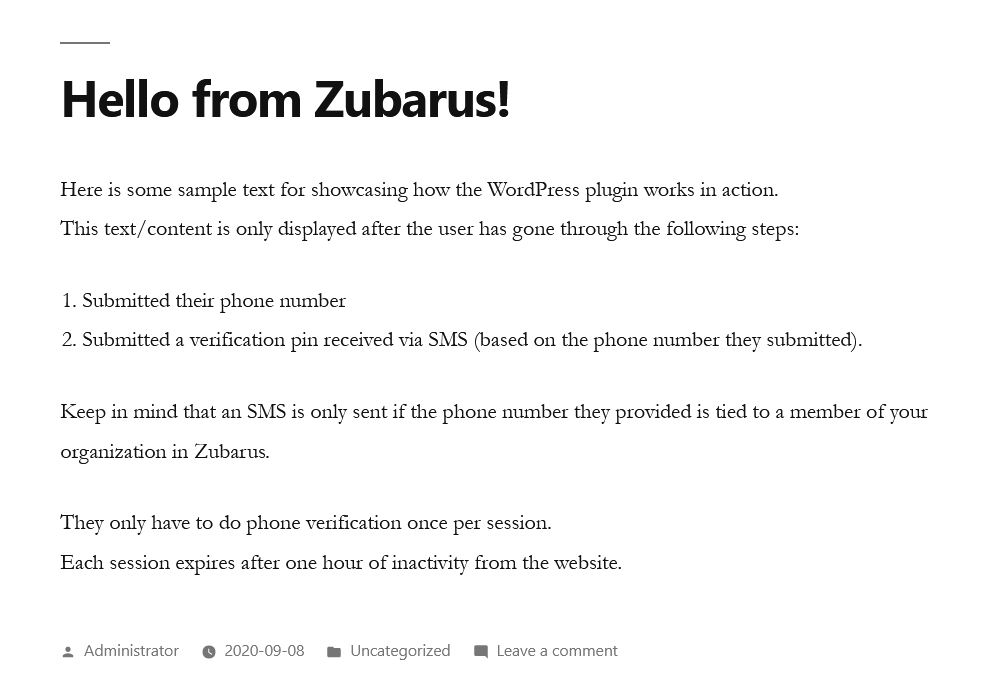 Hello from Zubarus!
Here is some sample text for showcasing how the WordPress plugin works in action.
This text/content is only displayed after the user has gone through the following steps:
1. Submitted their phone number
2. Submitted a verification pin received via SMS (based on the phone number they submitted).
Keep in mind that an SMS is only sent if the phone number they provided is tied to a member of your
organization in Zubarus.
They only have to do phone verification once per session.
Each session expires after one hour of inactivity from the website.
Administrator 2020-09-08 Uncategorized Leave a comment